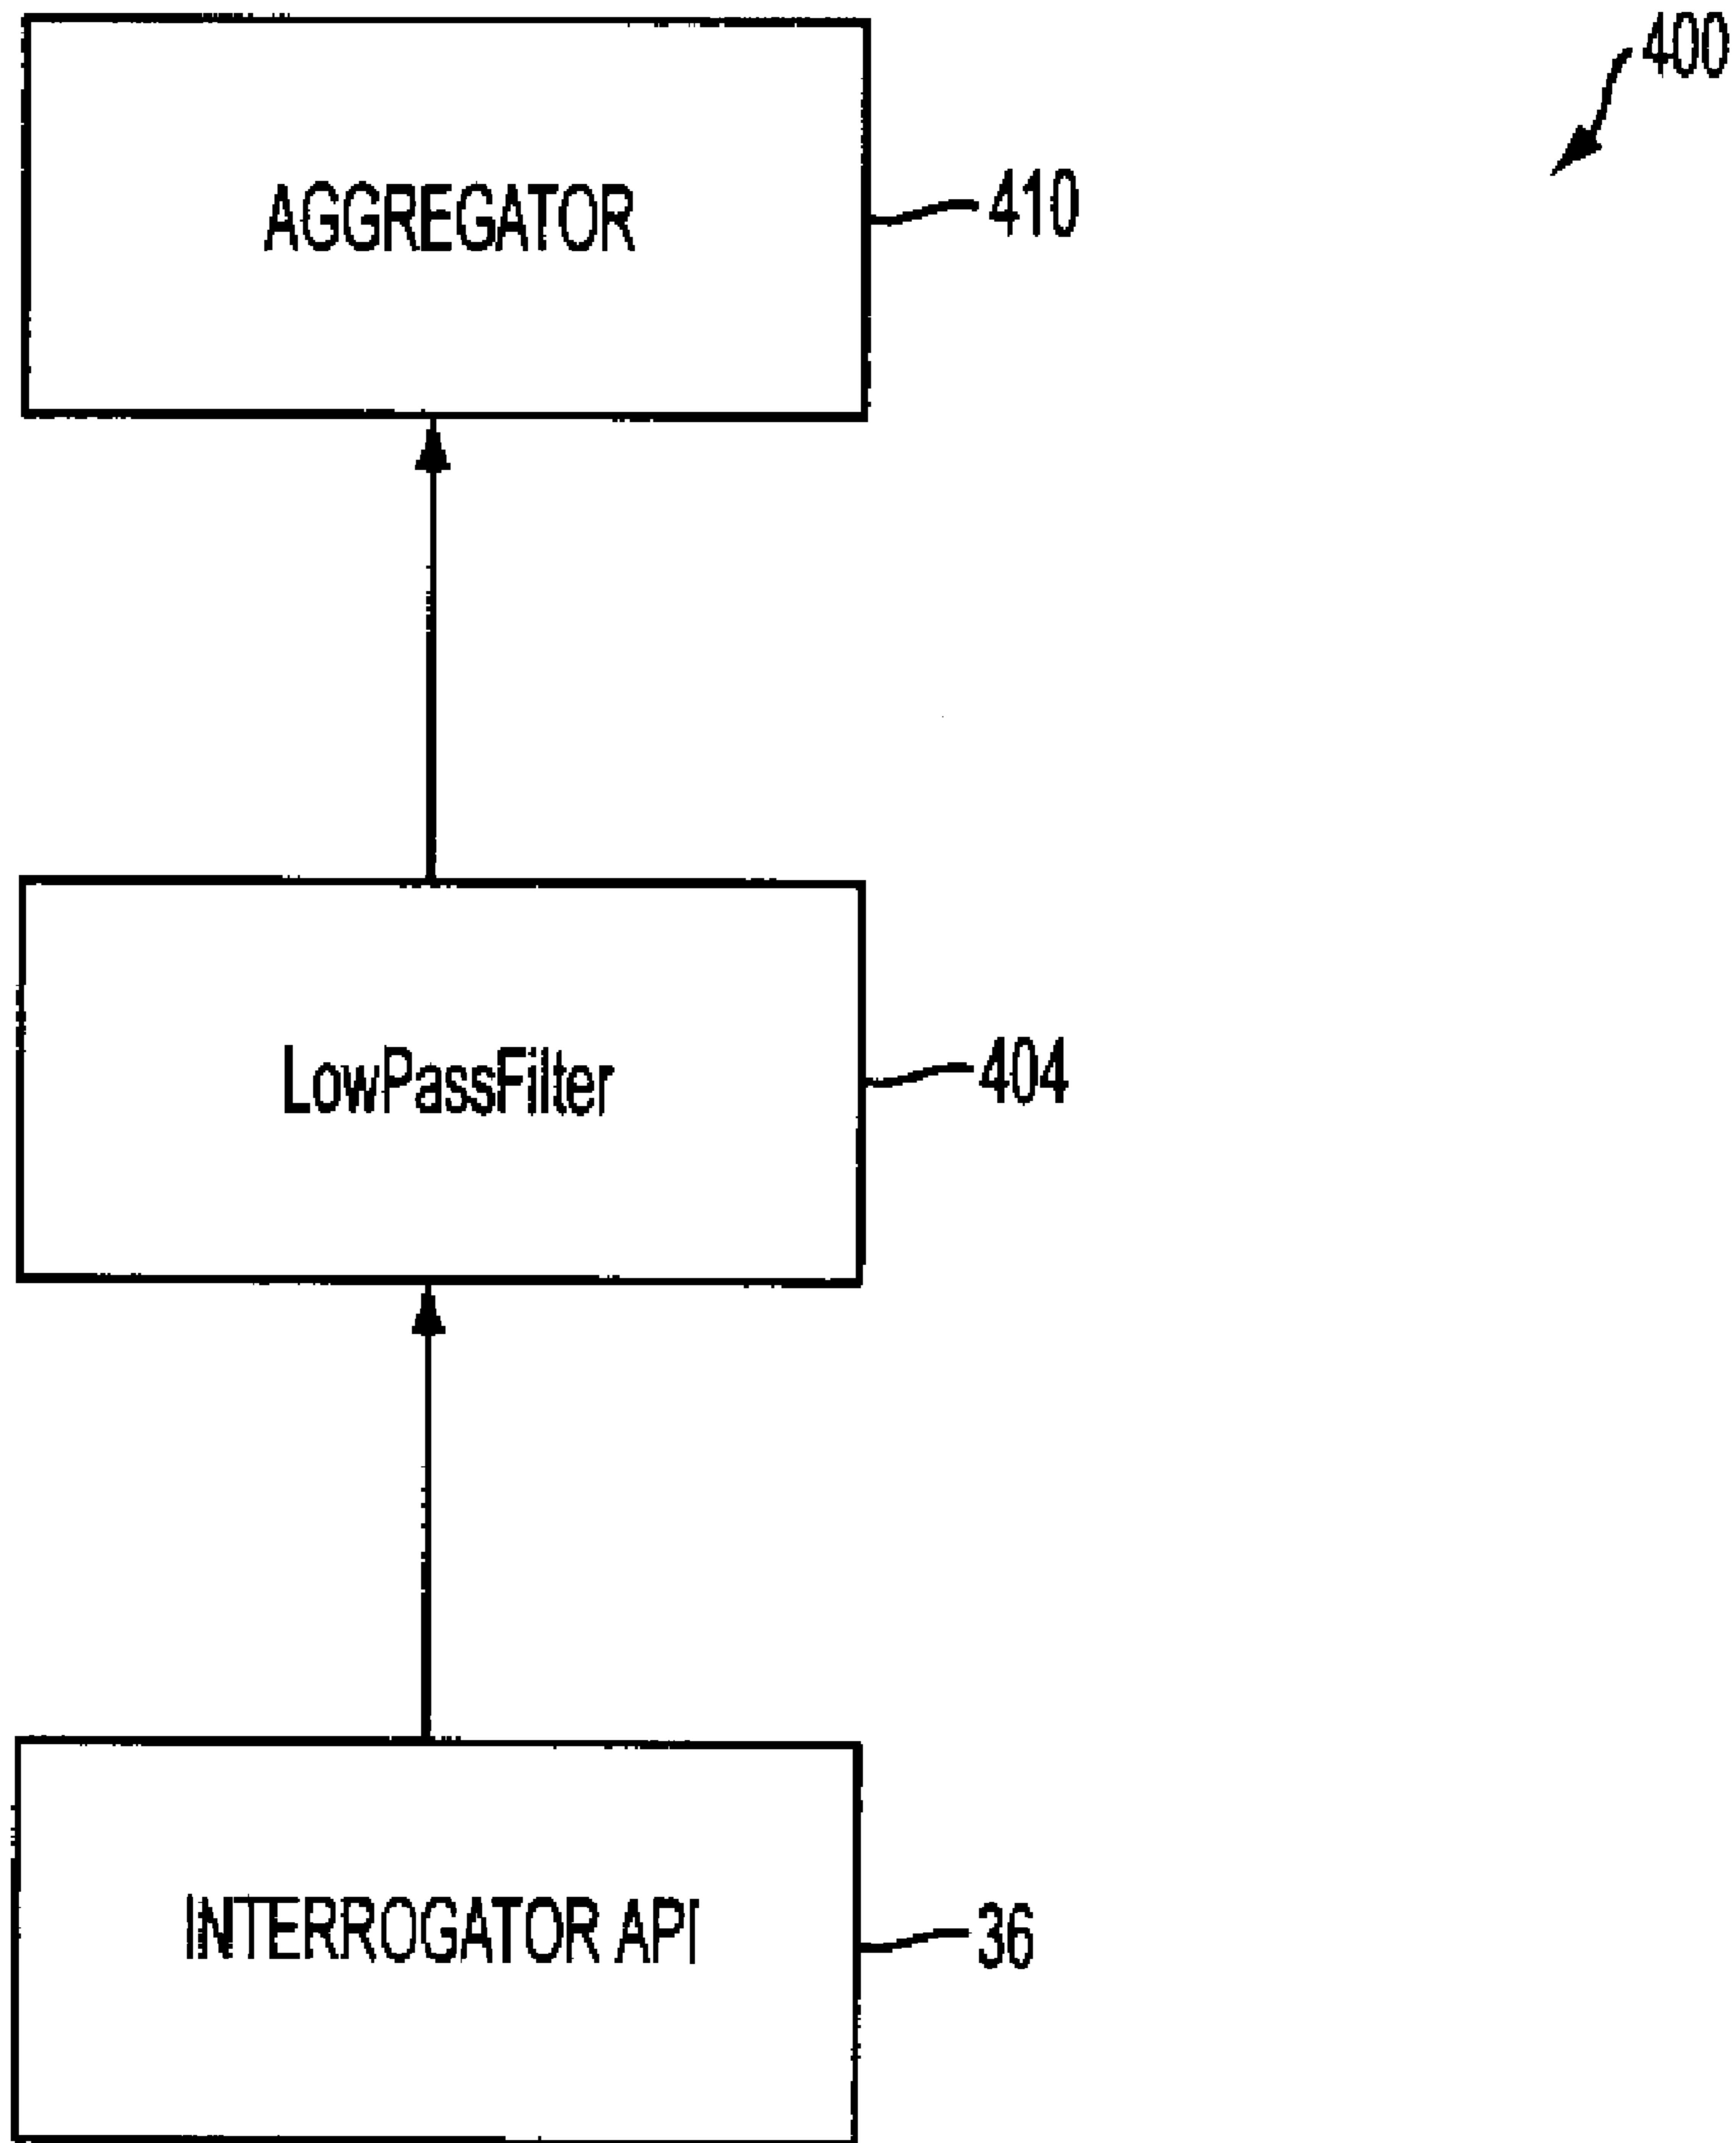 400
AGGREGATOR
410
LowPassFilter
404
INTERROGATOR API
36